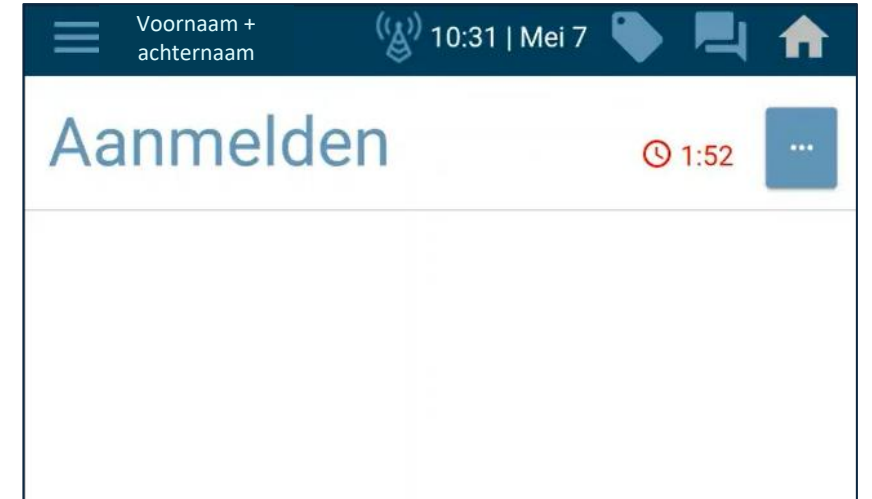 Voornaam +
achternaam
10:31 | Mei 7
Aanmelden
1:52
...